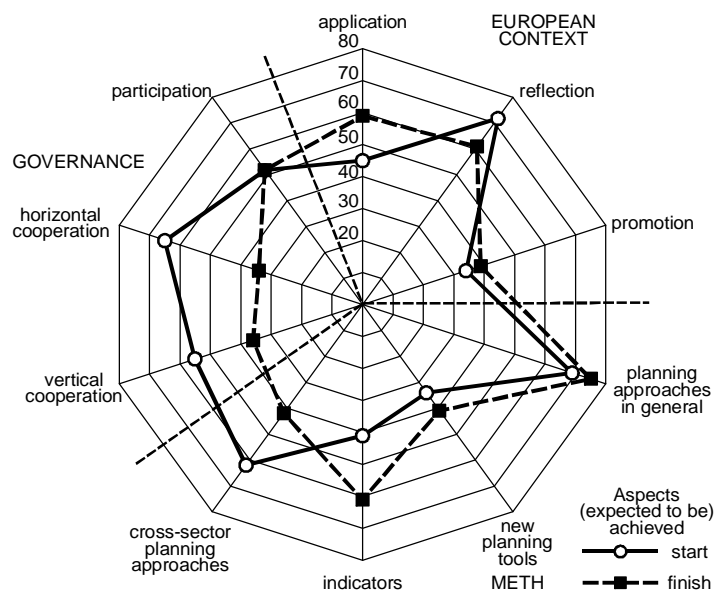 application
EUROPEAN
CONTEXT
80
70
60
50
40
30
20
participation
reflection
GOVERNANCE
horizontal
cooperation
promotion
vertical
cooperation
planning
approaches
in general
cross-sector
planning
approaches
indicators
new
planning
tools
METH
Aspects
(expected to be)
achieved
start
finish